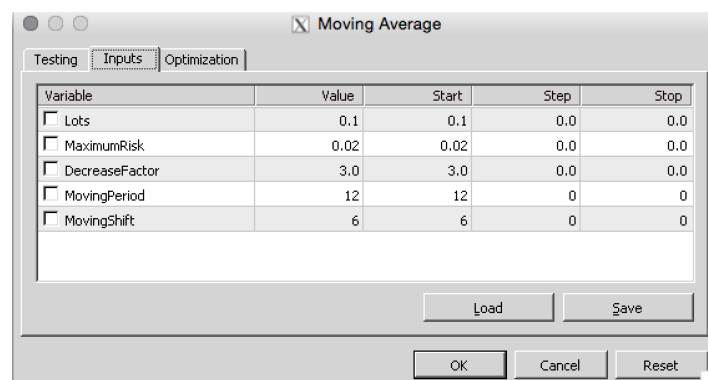 Moving Average
Testing Inputs Optimization
Variable Value Start Step Stop
Lots 0.1 0.1 0.0 0.0
MaximumRisk 0.02 0.02 0.0 0.0
DecreaseFactor 3.0 3.0 0.0 0.0
MovingPeriod 12 12 0 0
MovingShift 6 6 0 0
Load Save
OK Cancel Reset